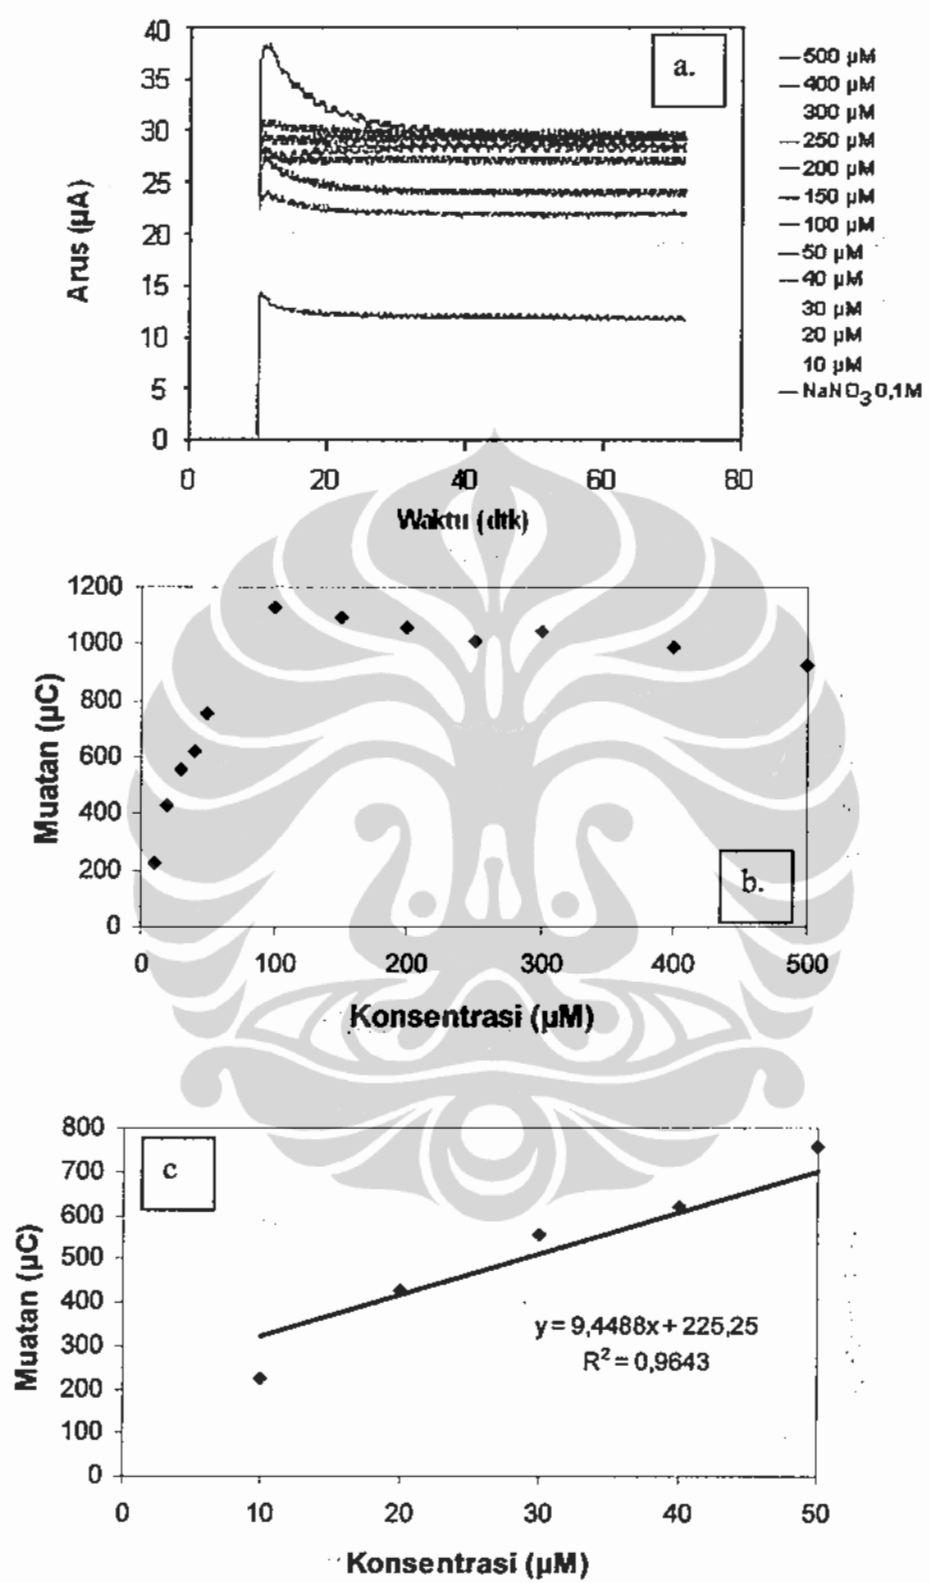 40
35
30
25
20
15
10
5
0
Arus (µA)
a.
500 µM
400 µM
300 µM
250 µM
200 µM
150 µM
100 µM
50 µM
40 µM
30 µM
20 µM
10 µM
NaNO3 0,1M
0 20 40 60 80
Waktu (dtk)
1200
1000
800
600
400
200
0
Muatan (µC)
b.
0 100 200 300 400 500
Konsentrasi (µM)
800
700
600
500
400
300
200
100
0
Muatan (µC)
c
y = 9,4488x + 225,25
R² = 0,9643
0 10 20 30 40 50
Konsentrasi (µM)